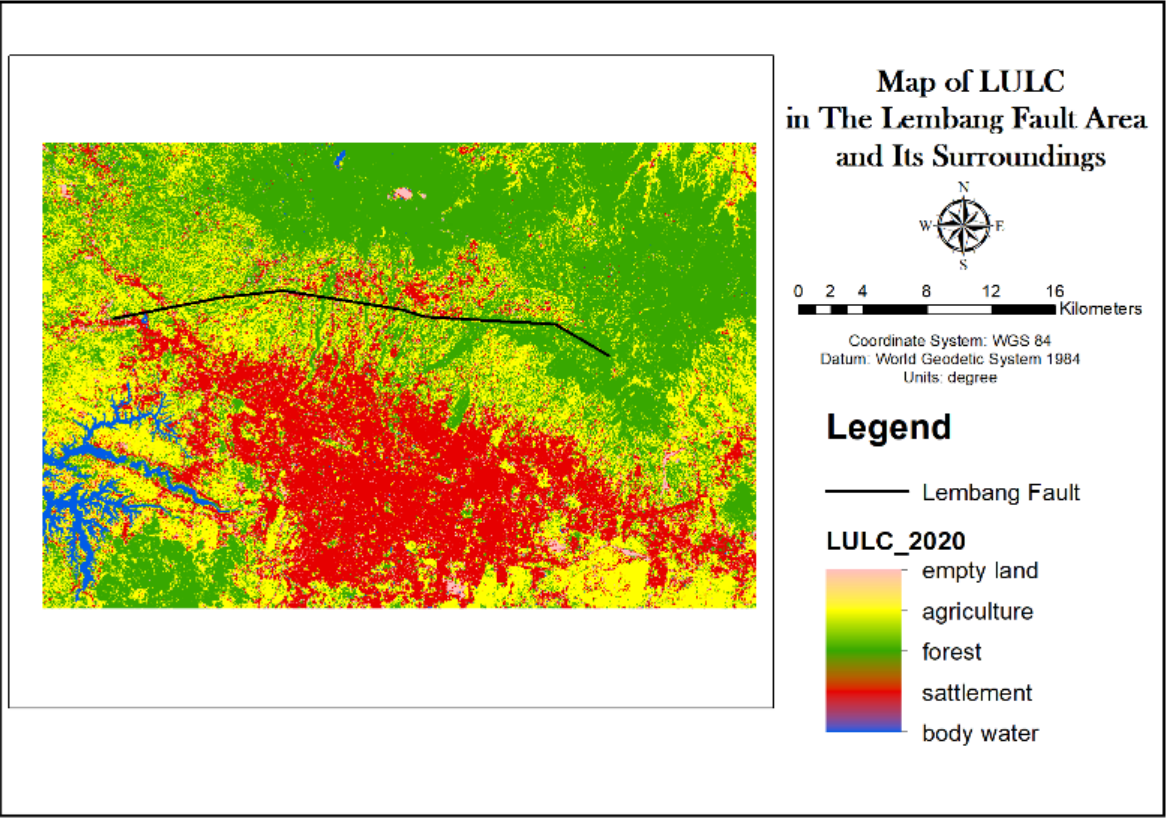 Map of LULC
in The Lembang Fault Area
and Its Surroundings
N
W E
S
0 2 4 8 12 16
Kilometers
Coordinate System: WGS 84
Datum: World Geodetic System 1984
Units: degree
Legend
Lembang Fault
LULC_2020
empty land
agriculture
forest
sattlement
body water